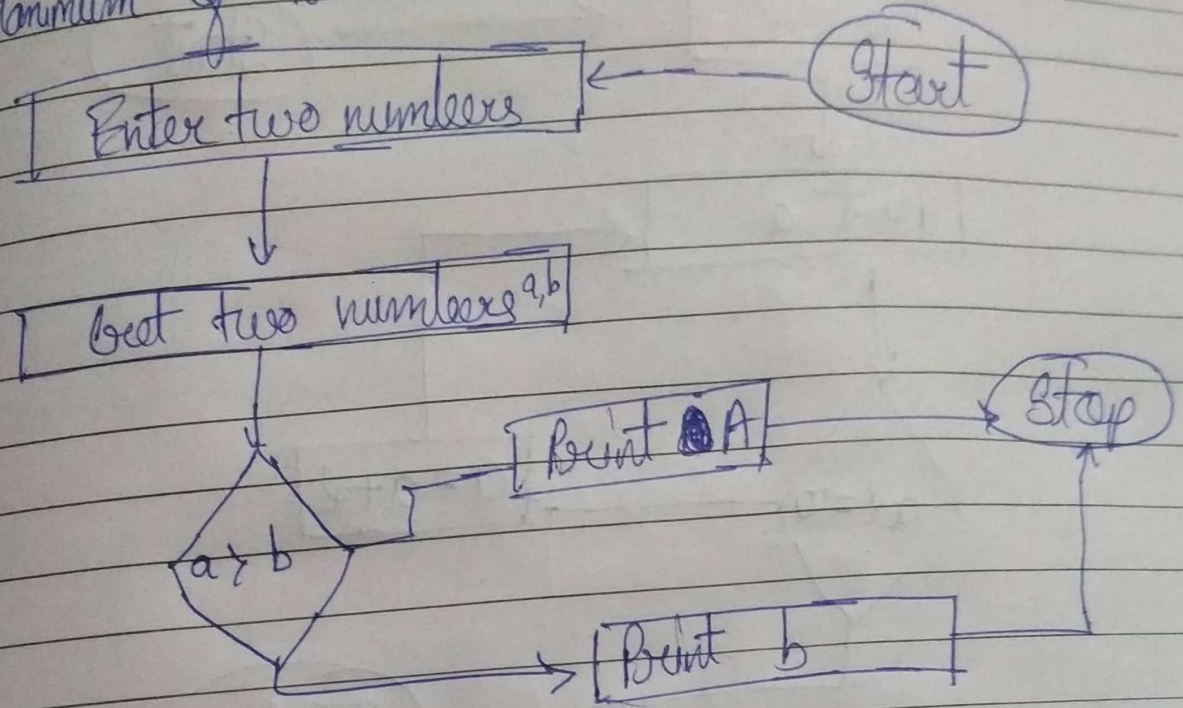 Start
Enter two numbers
Get two numbers a,b
Print A
Stop
a > b
Print b